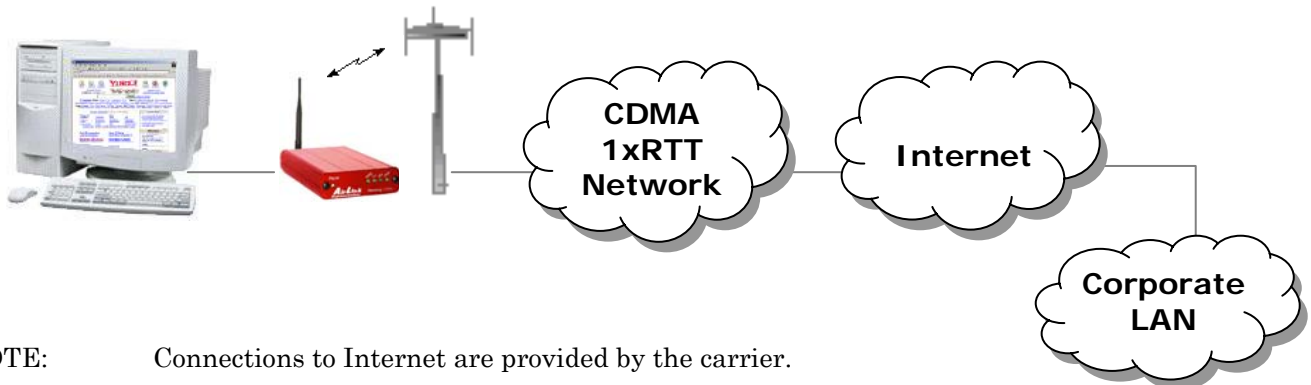 CDMA
1xRTT
Network
Internet
Corporate
LAN
OTE: Connections to Internet are provided by the carrier.